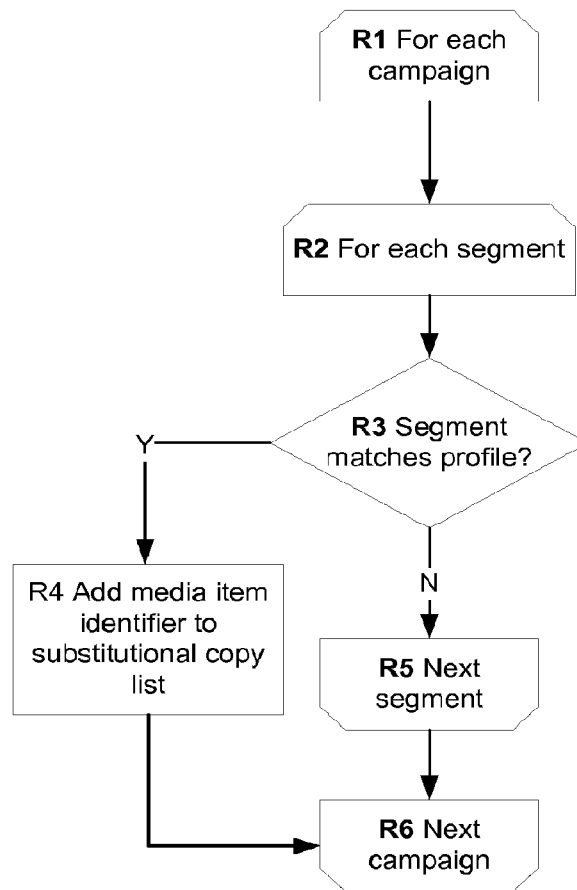 R1 For each
campaign
R2 For each segment
R3 Segment
matches profile?
Y
N
R4 Add media item
identifier to
substitutional copy
list
R5 Next
segment
R6 Next
campaign